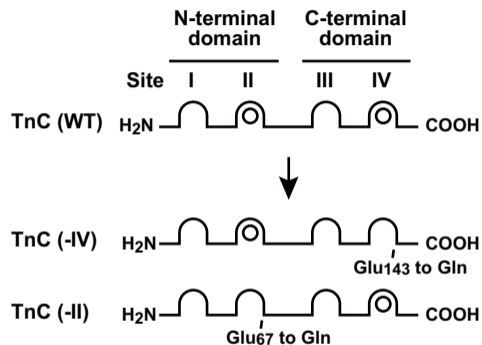 N-terminal domain
C-terminal domain
Site I II III IV
TnC (WT) H2N COOH
TnC (-IV) H2N COOH
Glu143 to Gln
TnC (-II) H2N COOH
Glu67 to Gln